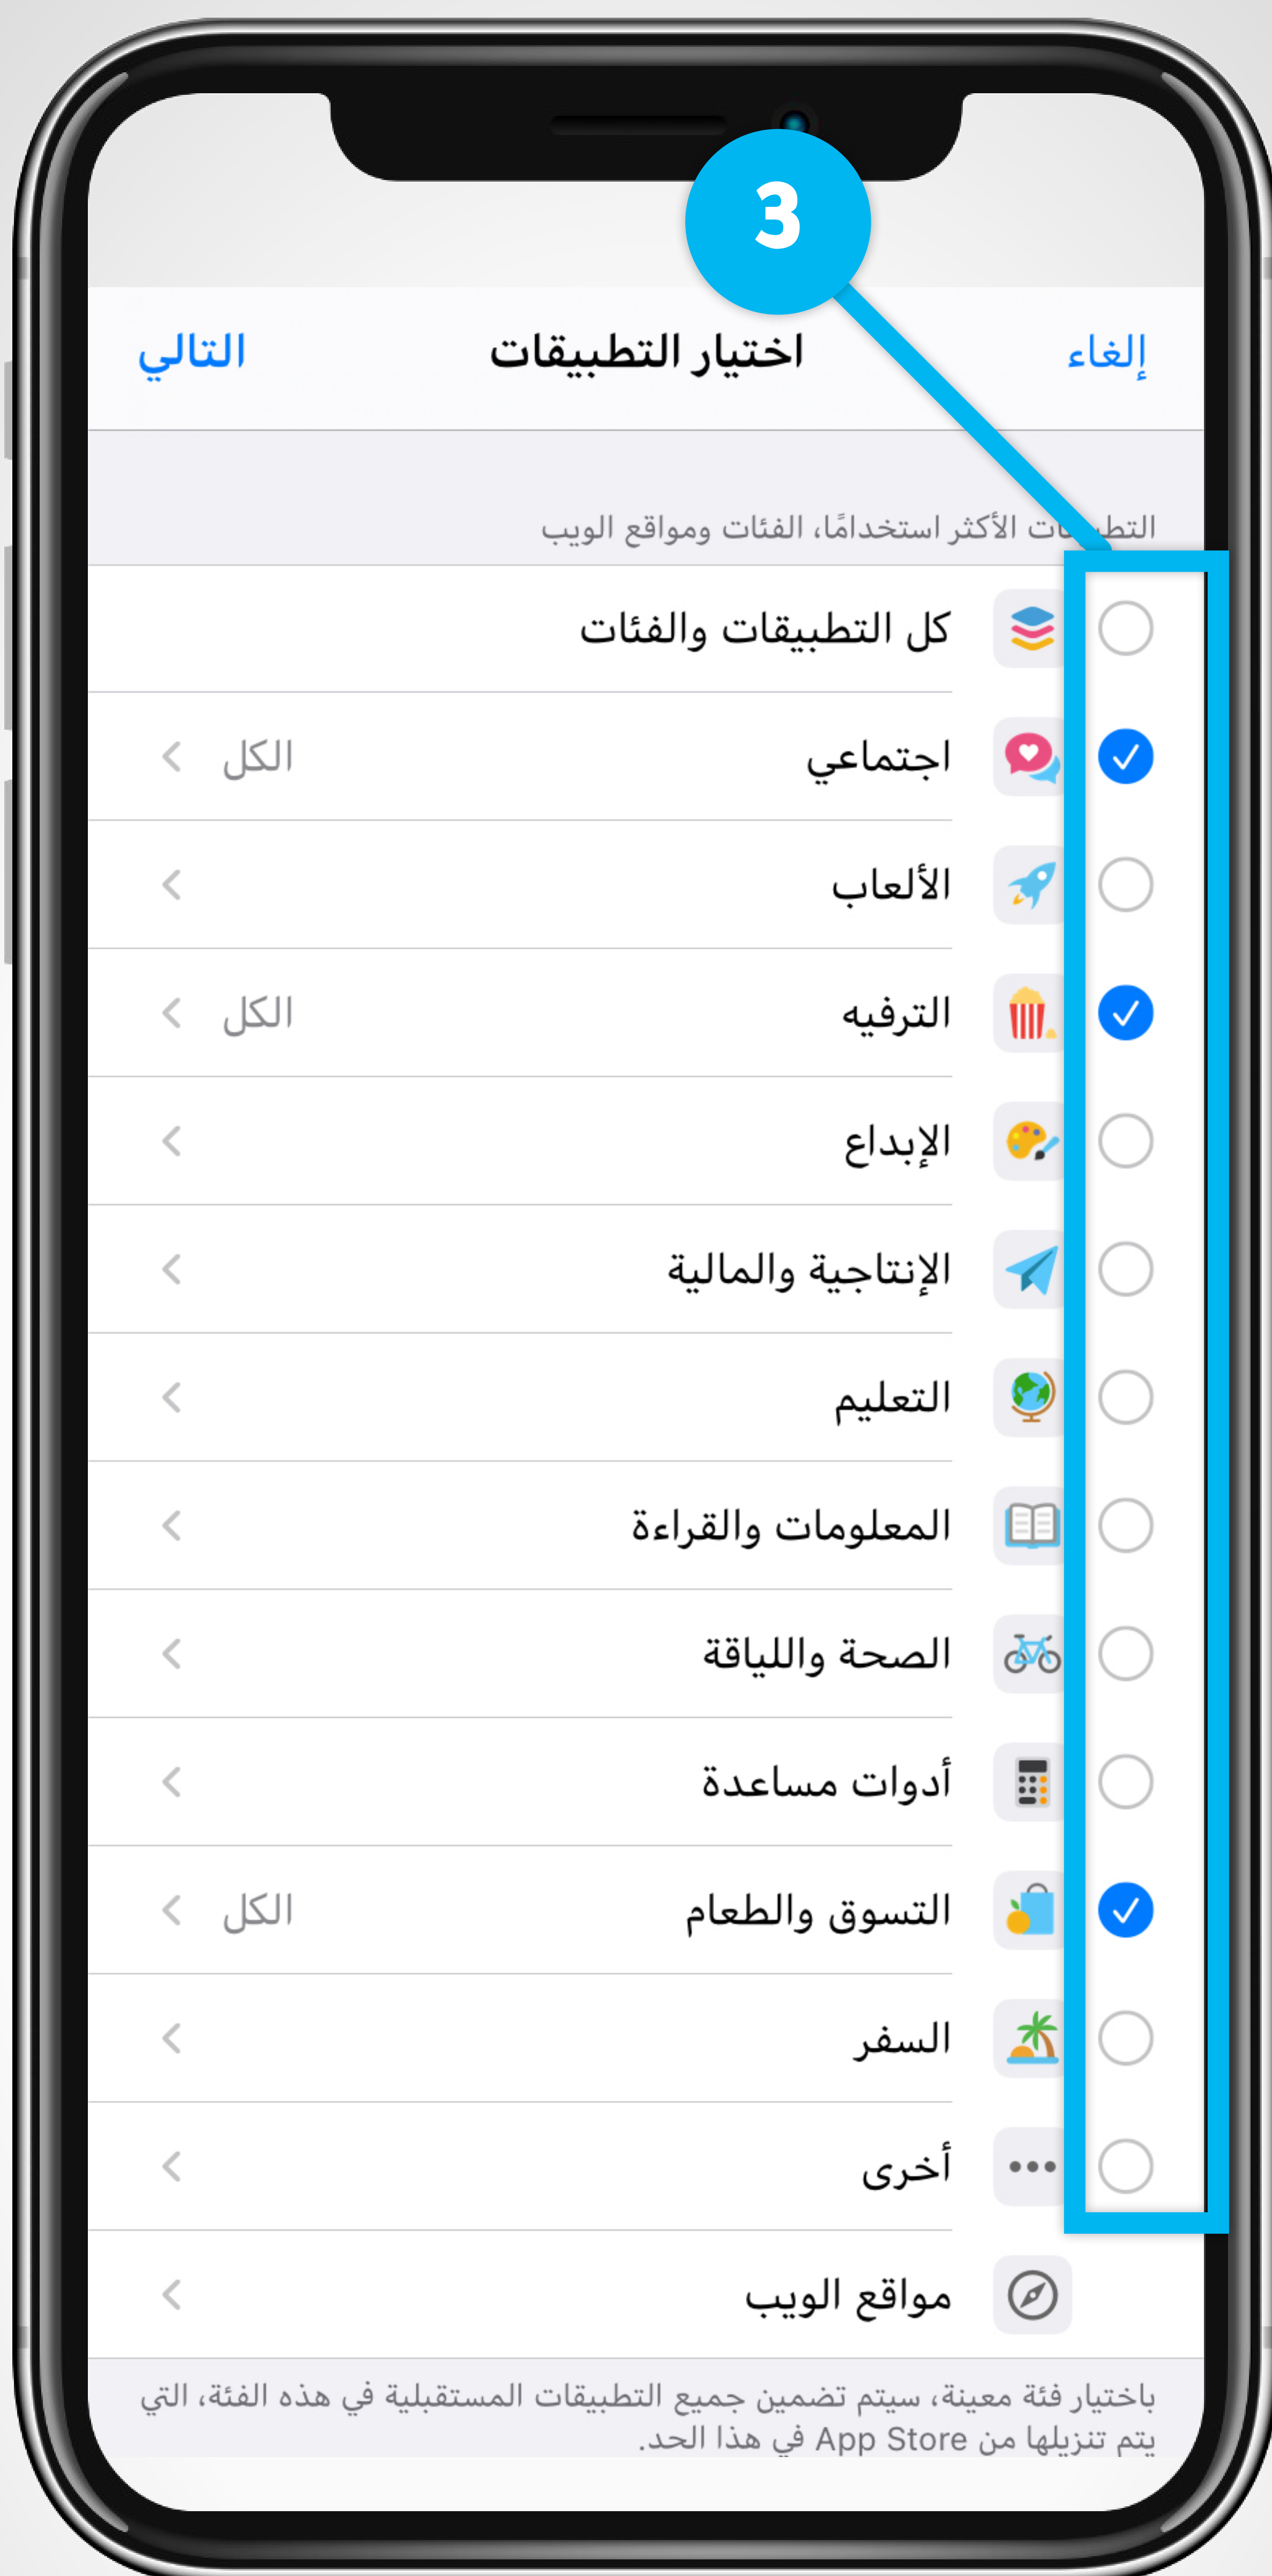 3
إلغاء
اختيار التطبيقات
التالي
الأكثر استخدامًا، الفئات ومواقع الويب
كل التطبيقات والفئات
اجتماعي
الكل
الألعاب
الترفيه
الكل
الإبداع
الإنتاجية والمالية
التعليم
المعلومات والقراءة
الصحة واللياقة
أدوات مساعدة
التسوق والطعام
الكل
السفر
أخرى
مواقع الويب
باختيار فئة معينة، سيتم تضمين جميع التطبيقات المستقبلية في هذه الفئة، التي
يتم تنزيلها من App Store في هذا الحد.